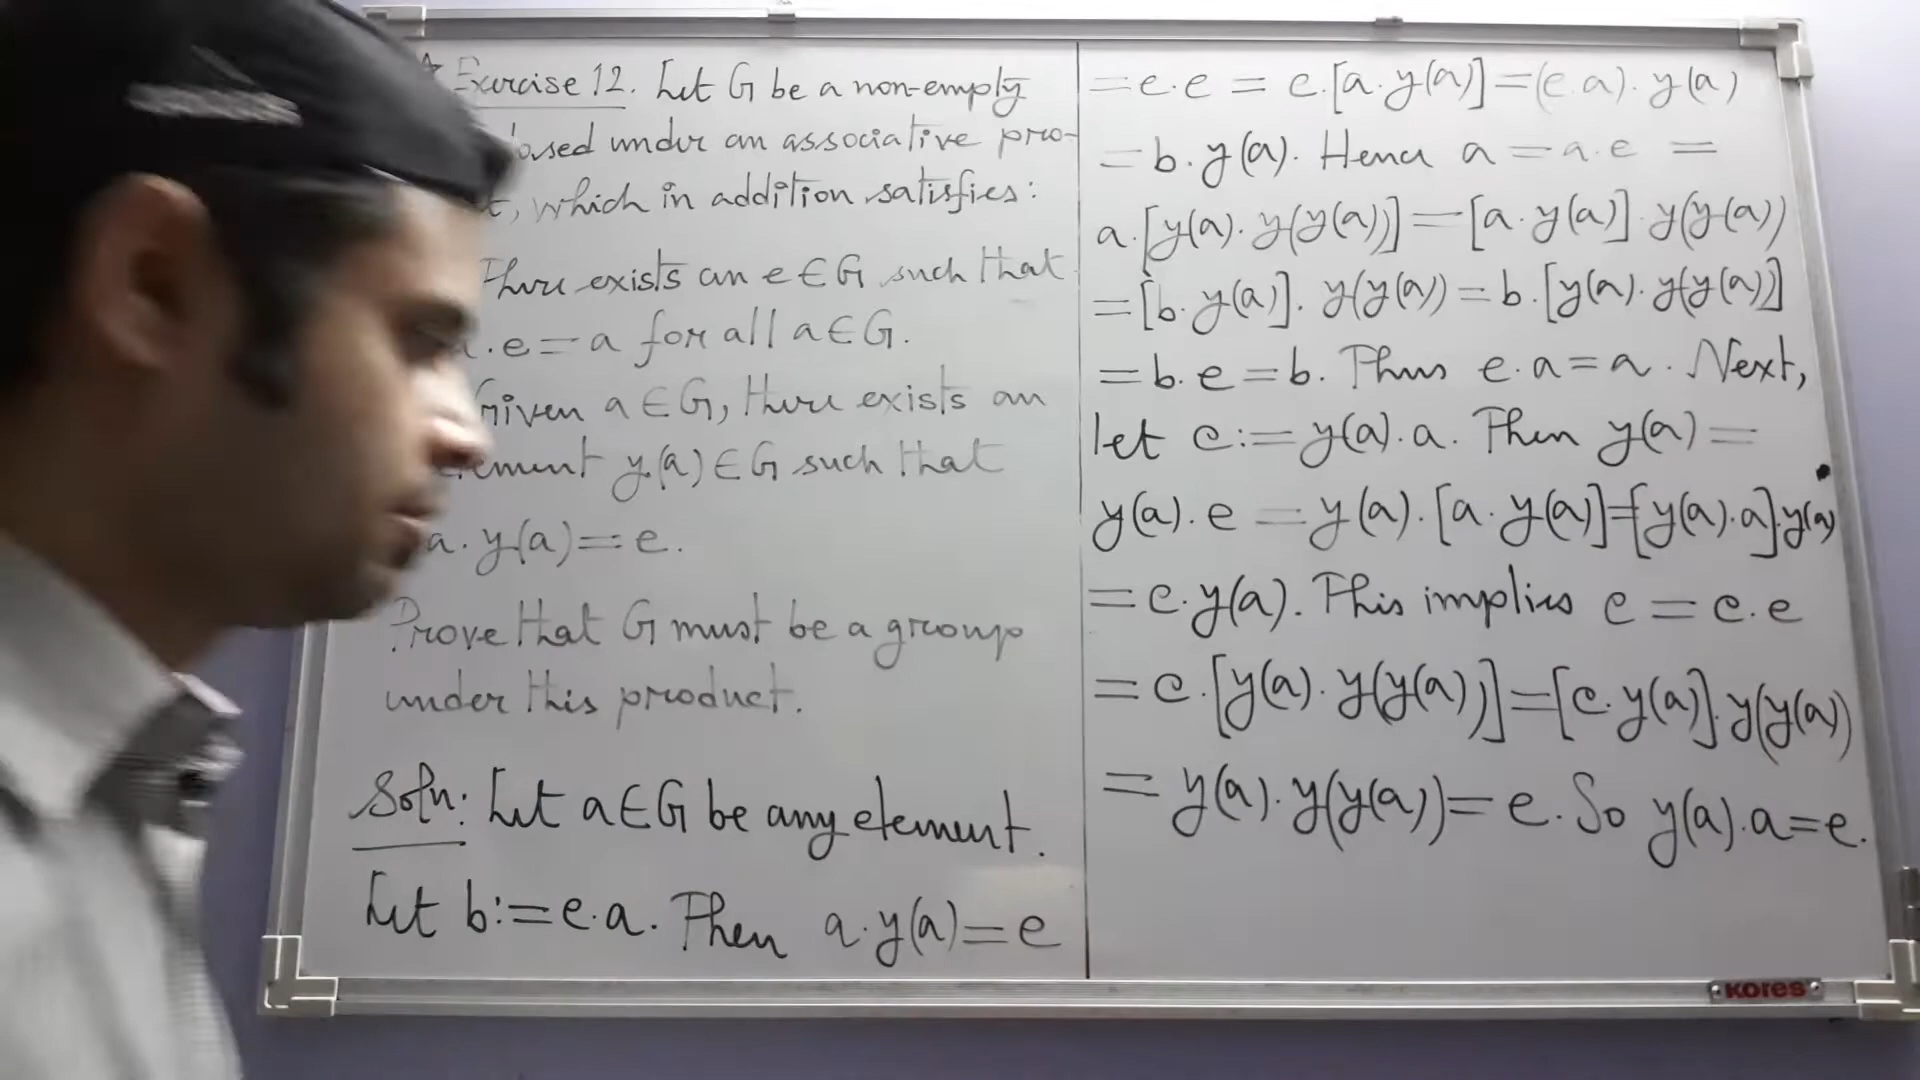 Exercise 12. Let G be a non-empty
under an associative pro-
which in addition satisfies:
There exists an e∈G such that
.e=a for all a∈G.
Given a∈G, there exists an
y(a)∈G such that
a.y(a)=e.
Prove that G must be a group
under this product.
Soln: Let a∈G be any element.
Let b:=e.a. Then a.y(a)=e
=e.e=e.[a.y(a)]=(e.a).y(a)
=b.y(a). Hence a=a.e=
a.[y(a).y(y(a))]=[a.y(a)].y(y(a))
=[b.y(a)].y(y(a))=b.[y(a).y(y(a))]
=b.e=b. Thus e.a=a. Next,
let c:=y(a).a. Then y(a)=
y(a).e=y(a).[a.y(a)]=[y(a).a].y(a)
=c.y(a). This implies c=c.e
=c.[y(a).y(y(a))]=[c.y(a)].y(y(a))
=y(a).y(y(a))=e. So y(a).a=e.
KORES